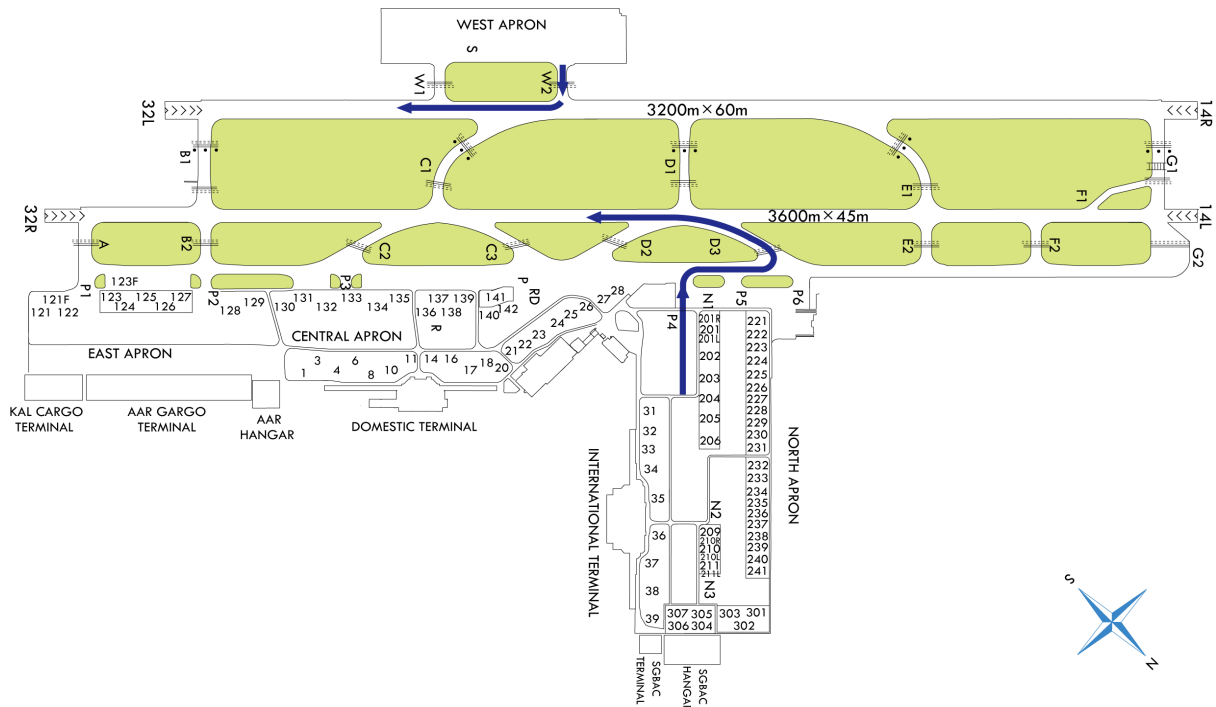 WEST APRON
S
W1
W2
32L
3200m×60m
14R
B1
C1
D1
E1
F1
G1
32R
3600m×45m
14L
A
B2
C2
C3
D2
D3
E2
F2
G2
P1
P2
P3
P
RD
N1
P5
P6
P4
123F
121F
121 122
123 125 127
124 126
128 129
130 131 132 133 134 135
136 137 138 139
R
140 141 142
CENTRAL APRON
EAST APRON
1 3 4 6 8 10 11
14 16 17 18 20
21 22 23 24 25 26 27 28
KAL CARGO
TERMINAL
AAR GARGO
TERMINAL
AAR
HANGAR
DOMESTIC TERMINAL
INTERNATIONAL TERMINAL
NORTH APRON
201R
201
201L
202
203
204
205
206
221
222
223
224
225
226
227
228
229
230
231
31
32
33
34
35
232
233
234
235
236
237
238
239
240
241
N2
209
210R
210
210L
211
211L
N3
36
37
38
39
307 305
306 304
303 301
302
SGBAC
TERMINAL
SGBAC
HANGAR
S
N